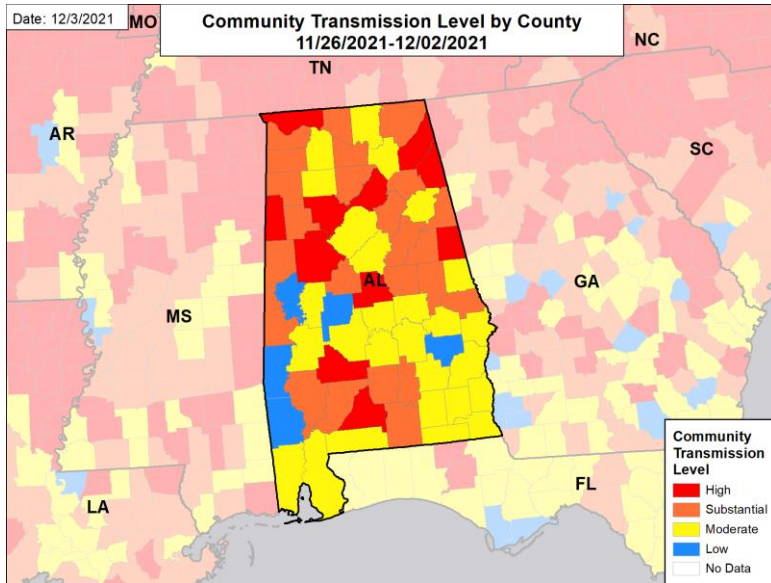 Date: 12/3/2021
Community Transmission Level by County
11/26/2021-12/02/2021
MO
NC
TN
AR
SC
AL
GA
MS
LA
FL
Community
Transmission
Level
High
Substantial
Moderate
Low
No Data